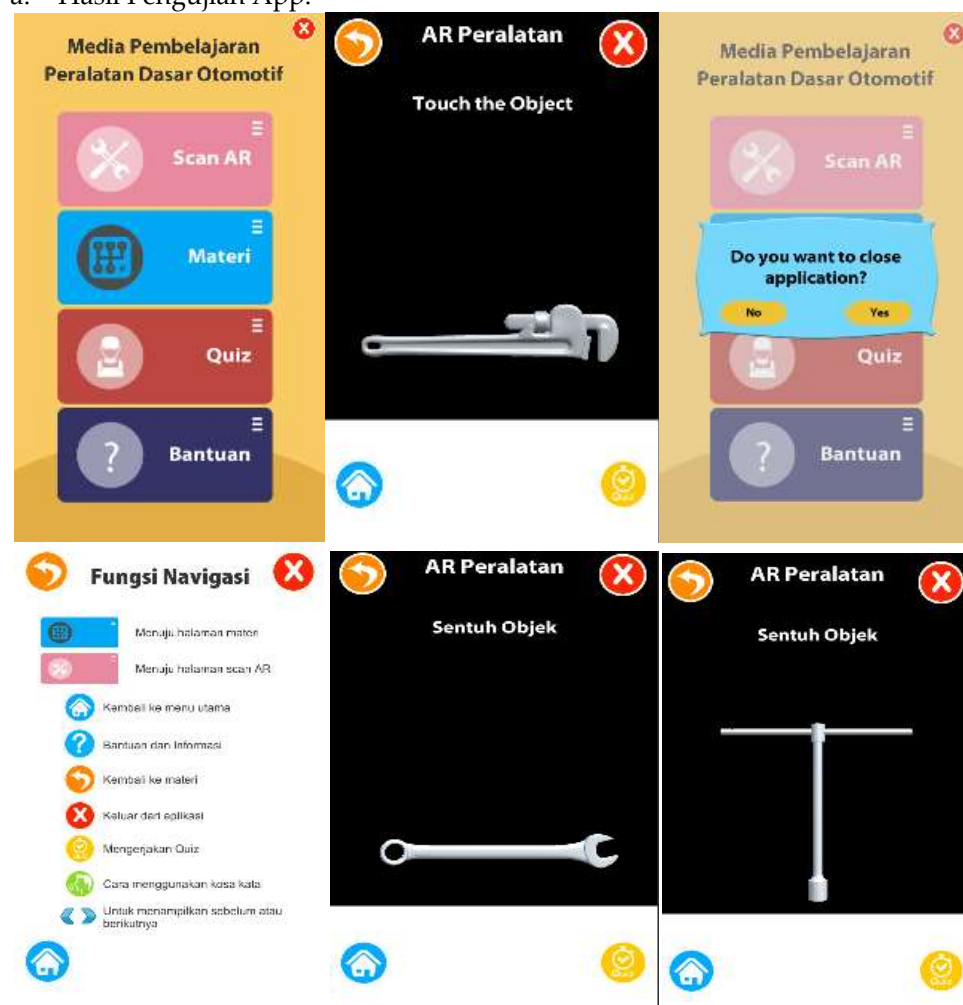 a. Hasil Pengujian App.
Media Pembelajaran
Peralatan Dasar Otomotif
Scan AR
Materi
Quiz
Bantuan
AR Peralatan
Touch the Object
Quiz
Media Pembelajaran
Peralatan Dasar Otomotif
Scan AR
Do you want to close
application?
No
Yes
Quiz
Bantuan
Fungsi Navigasi
Menuju halaman materi
Menuju halaman scan AR
Kembali ke menu utama
Bantuan dan Informasi
Kembali ke materi
Keluar dari aplikasi
Mengerjakan Quiz
Cara menggunakan kosa kata
Untuk menampilkan sebelum atau
berikutnya
AR Peralatan
Sentuh Objek
Quiz
AR Peralatan
Sentuh Objek
Quiz